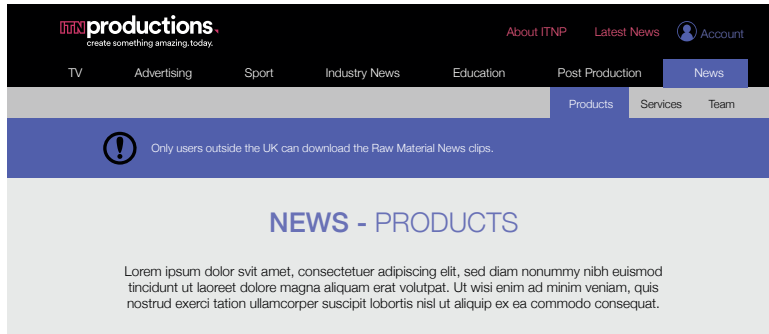 ITN productions.
create something amazing.today.
About ITNP Latest News Account
TV Advertising Sport Industry News Education Post Production News
Products Services Team
Only users outside the UK can download the Raw Material News clips.
NEWS - PRODUCTS
Lorem ipsum dolor svit amet, consectetuer adipiscing elit, sed diam nonummy nibh euismod
tincidunt ut laoreet dolore magna aliquam erat volutpat. Ut wisi enim ad minim veniam, quis
nostrud exerci tation ullamcorper suscipit lobortis nisl ut aliquip ex ea commodo consequat.